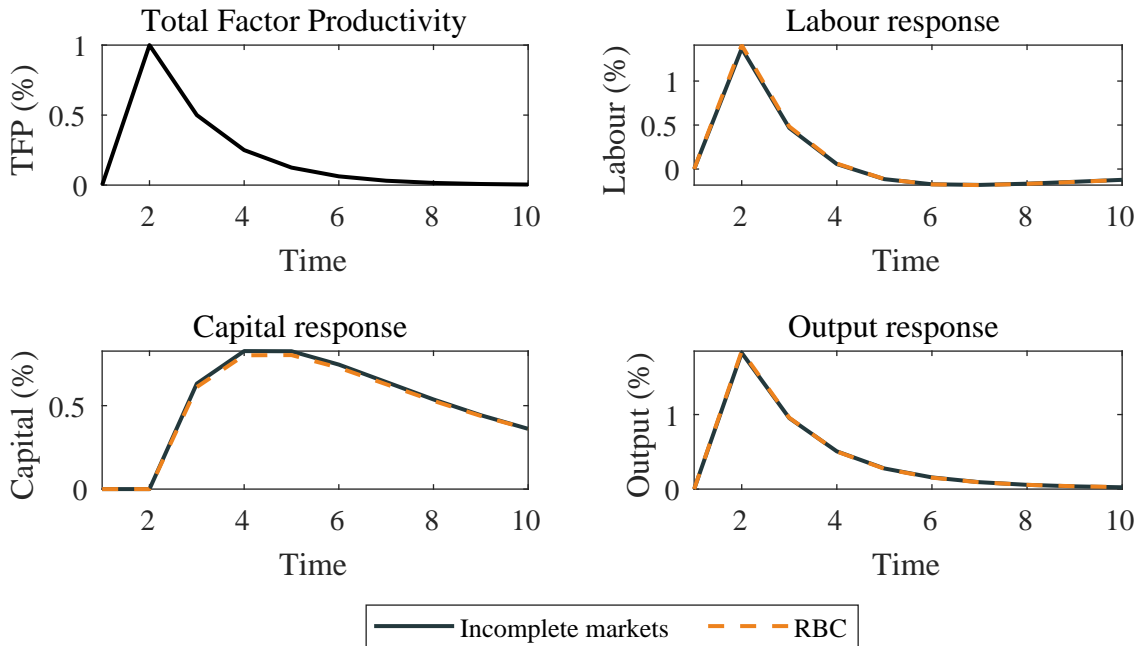 Total Factor Productivity
TFP (%)
1
0.5
0
2 4 6 8 10
Time
Labour response
Labour (%)
1
0.5
0
2 4 6 8 10
Time
Capital response
Capital (%)
0.5
0
2 4 6 8 10
Time
Output response
Output (%)
1
0
2 4 6 8 10
Time
Incomplete markets RBC